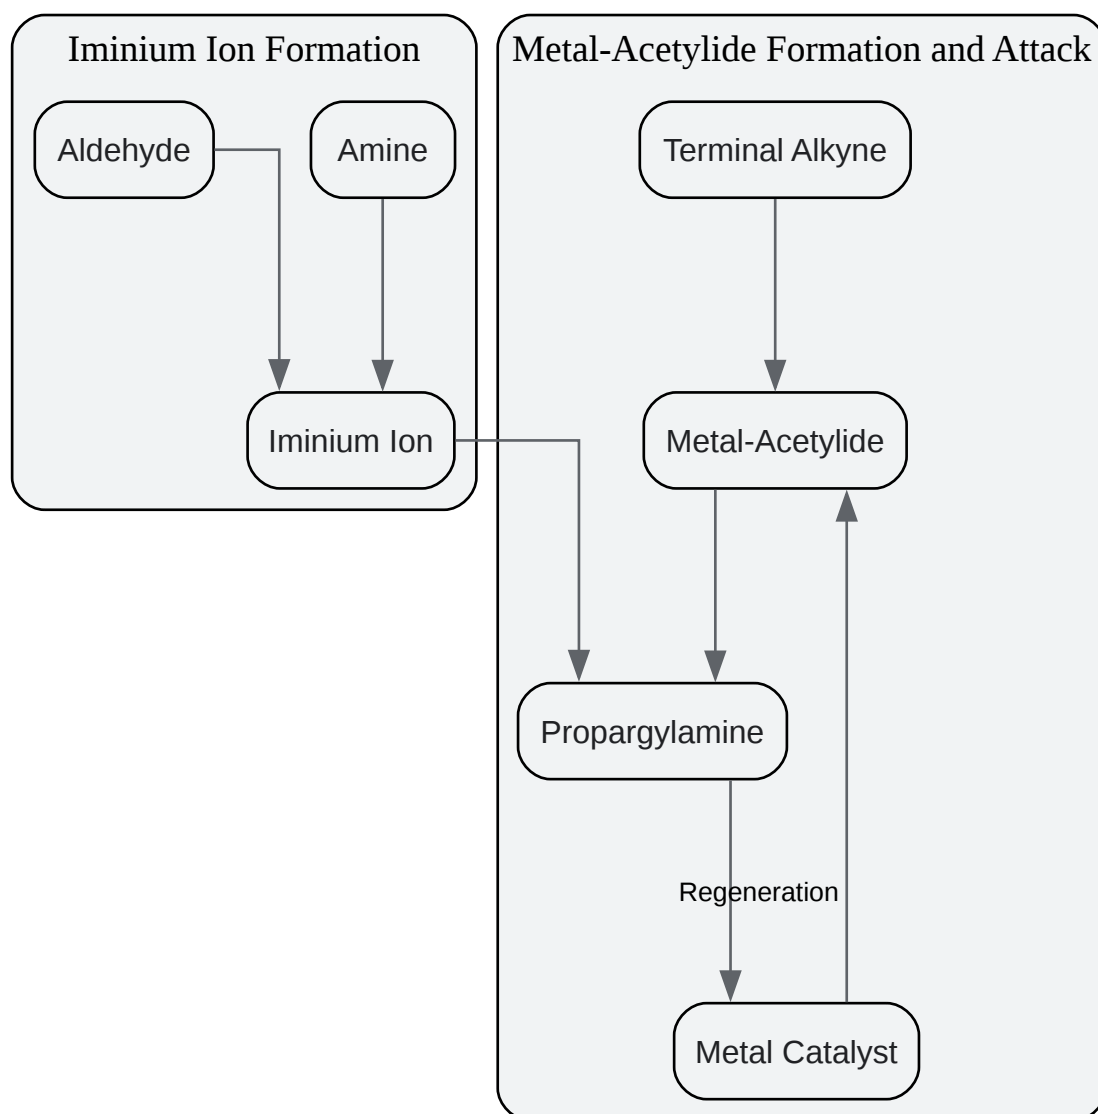 Iminium Ion Formation
Aldehyde
Amine
Iminium Ion
Metal-Acetylide Formation and Attack
Terminal Alkyne
Metal-Acetylide
Propargylamine
Regeneration
Metal Catalyst